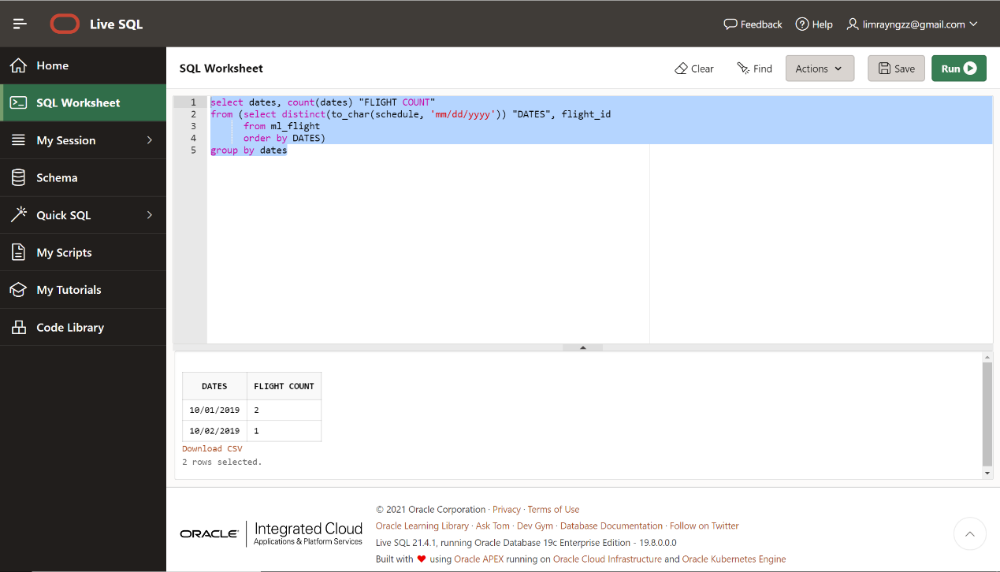 Live SQL
Feedback
Help
limrayngzz@gmail.com
Home
SQL Worksheet
My Session
Schema
Quick SQL
My Scripts
My Tutorials
Code Library
SQL Worksheet
Clear
Find
Actions
Save
Run
1 select dates, count(dates) "FLIGHT COUNT"
2 from (select distinct(to_char(schedule, 'mm/dd/yyyy')) "DATES", flight_id
3 from ml_flight
4 order by DATES)
5 group by dates
DATES FLIGHT COUNT
10/01/2019 2
10/02/2019 1
Download CSV
2 rows selected.
ORACLE Integrated Cloud
Applications & Platform Services
© 2021 Oracle Corporation · Privacy · Terms of Use
Oracle Learning Library · Ask Tom · Dev Gym · Database Documentation · Follow on Twitter
Live SQL 21.4.1, running Oracle Database 19c Enterprise Edition - 19.8.0.0.0
Built with ❤ using Oracle APEX running on Oracle Cloud Infrastructure and Oracle Kubernetes Engine